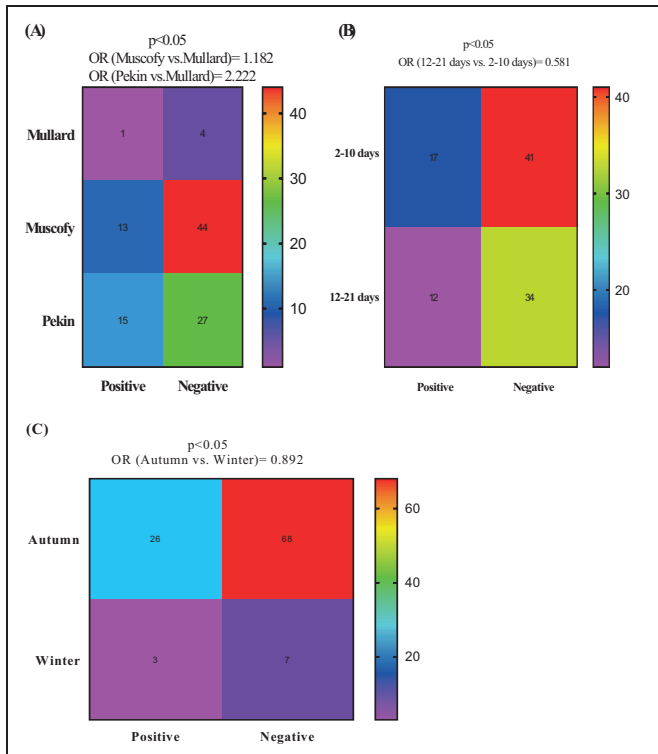 (A)
p<0.05
OR (Muscofy vs.Mullard)= 1.182
OR (Pekin vs.Mullard)= 2.222
Mullard
1
4
Muscofy
13
44
Pekin
15
27
Positive
Negative
40
30
20
10
(B)
p<0.05
OR (12-21 days vs. 2-10 days)= 0.581
2-10 days
17
41
12-21 days
12
34
Positive
Negative
40
30
20
(C)
p<0.05
OR (Autumn vs. Winter)= 0.892
Autumn
26
68
Winter
3
7
Positive
Negative
60
40
20